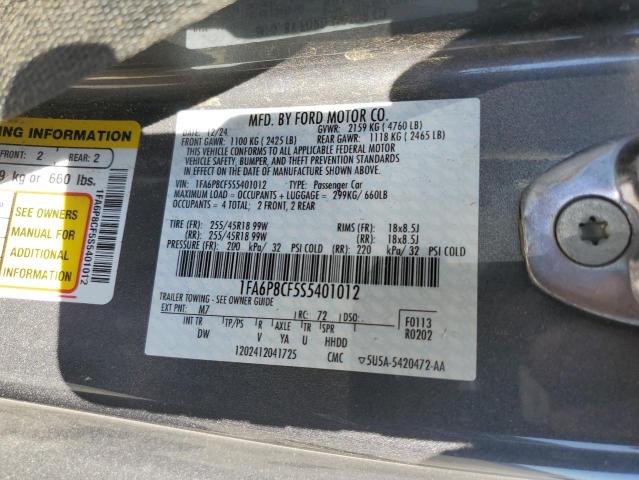 MFD. BY FORD MOTOR CO.
DATE: 12/24 GVWR: 2159 KG (4760 LB)
FRONT GAWR: 1100 KG (2425 LB) REAR GAWR: 1118 KG (2465 LB)
THIS VEHICLE CONFORMS TO ALL APPLICABLE FEDERAL MOTOR
VEHICLE SAFETY, BUMPER, AND THEFT PREVENTION STANDARDS
IN EFFECT ON THE DATE OF MANUFACTURE SHOWN ABOVE.
VIN: 1FA6P8CF5S5401012 TYPE: Passenger Car
MAXIMUM LOAD = OCCUPANTS + LUGGAGE = 299KG/ 660LB
OCCUPANTS = 4 TOTAL: 2 FRONT, 2 REAR
TIRE (FR): 255/45R18 99W RIMS (FR): 18x8.5J
(RR): 255/45R18 99W (RR): 18x8.5J
PRESSURE (FR): 220 kPa/ 32 PSI COLD (RR) 220 kPa/ 32 PSI COLD
1FA6P8CF5S5401012
TRAILER TOWING - SEE OWNER GUIDE
EXT PNT: M7 RC: 72 DSO:
INT TR TP/PS R AXLE TR SPR
DW V YA U HHDD
F0113
R0202
1202412041725 CMC 5U5A-5420472-AA
NG INFORMATION
FRONT: 2 REAR: 2
9 kg or 660 lbs.
SEE OWNERS
MANUAL FOR
ADDITIONAL
INFORMATION
1FA6P8CF5S5401012